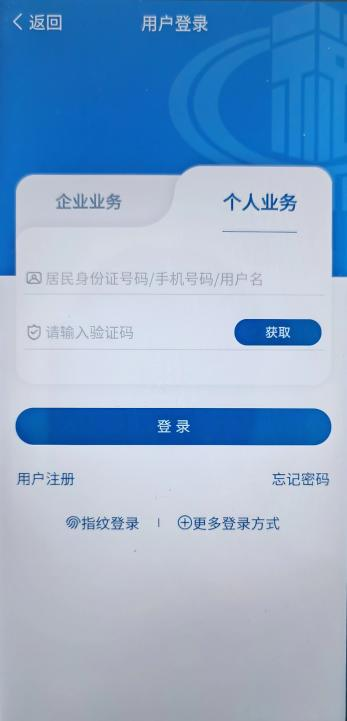 返回
用户登录
企业业务
个人业务
居民身份证号码/手机号码/用户名
请输入验证码
获取
登录
用户注册
忘记密码
指纹登录
更多登录方式